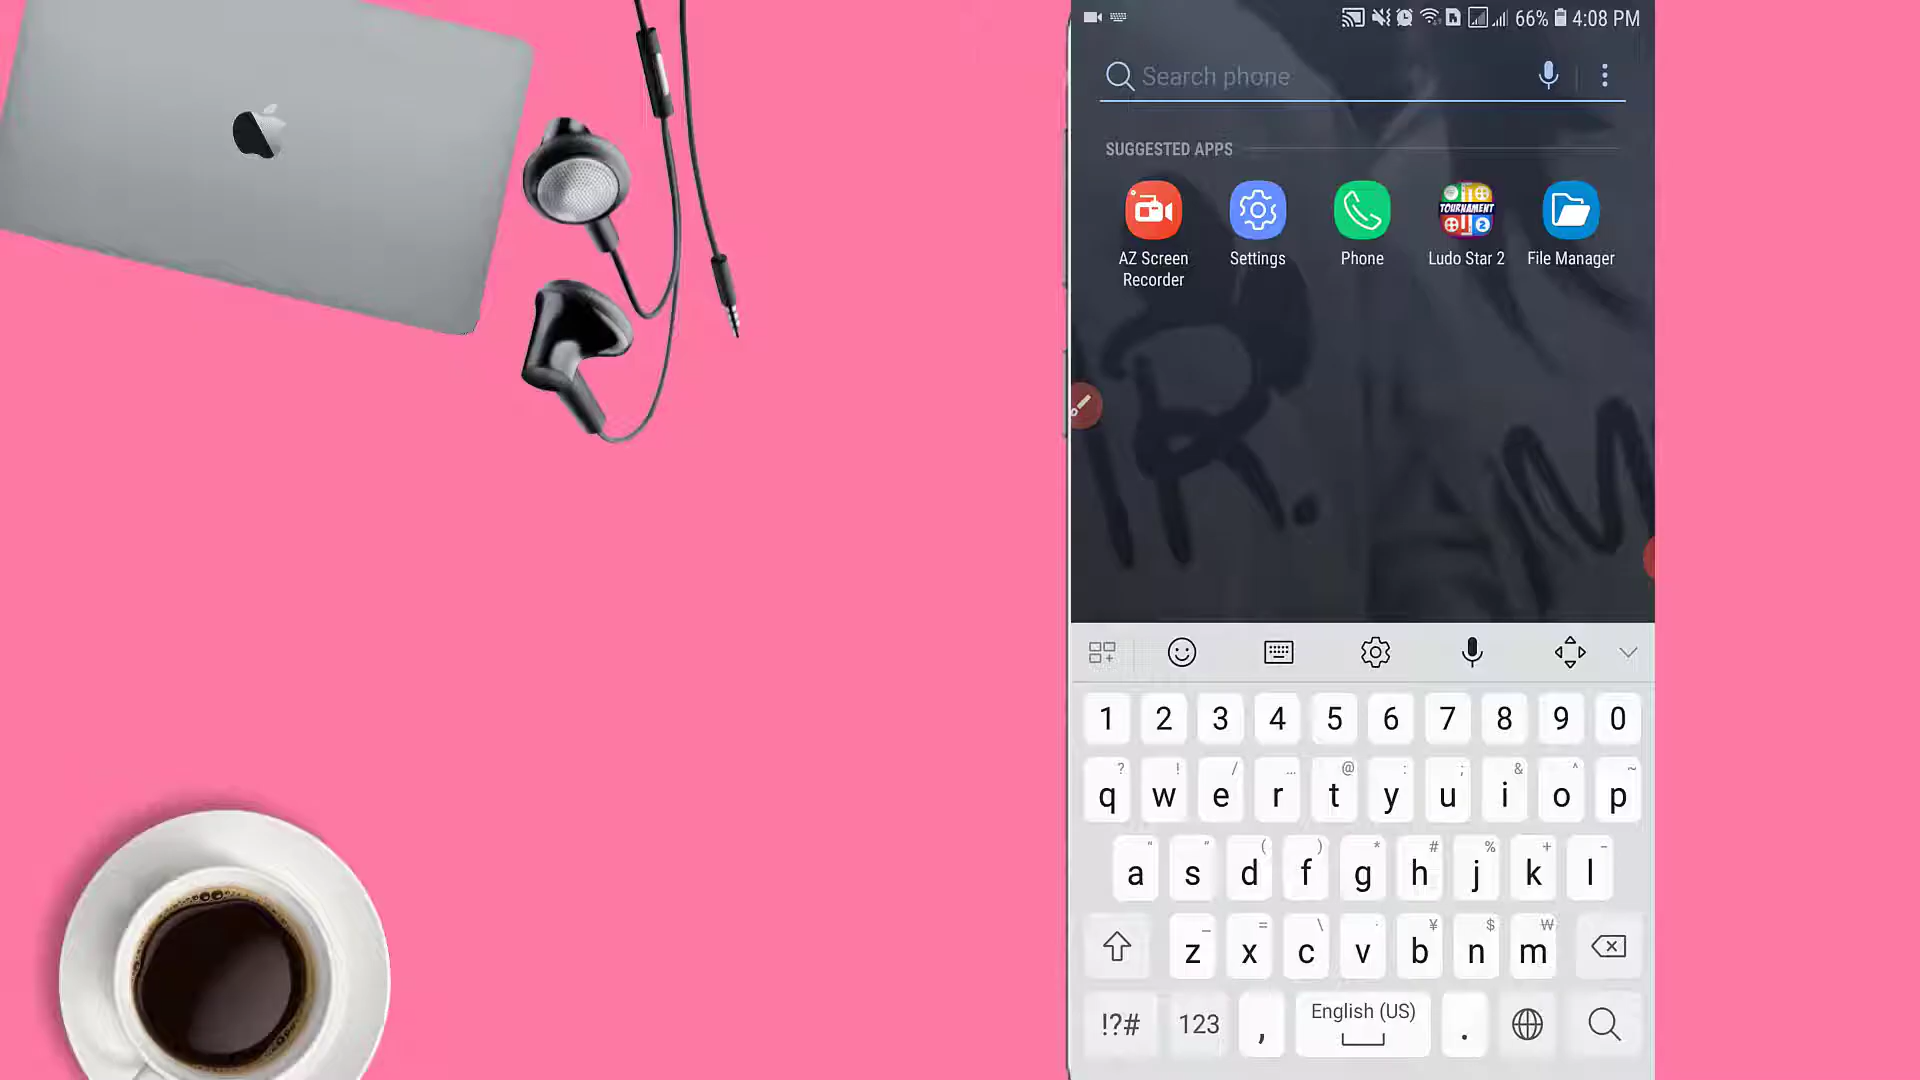 66% 4:08 PM
Search phone
SUGGESTED APPS
AZ Screen Recorder
Settings
Phone
TOURNAMENT
Ludo Star 2
File Manager
R. M
1 2 3 4 5 6 7 8 9 0
? ! / ... @ : ; & ^ ~
q w e r t y u i o p
" " ( ) * # % + -
a s d f g h j k l
_ = \ · ¥ $ ₩
z x c v b n m
!?# 123 , English (US) .